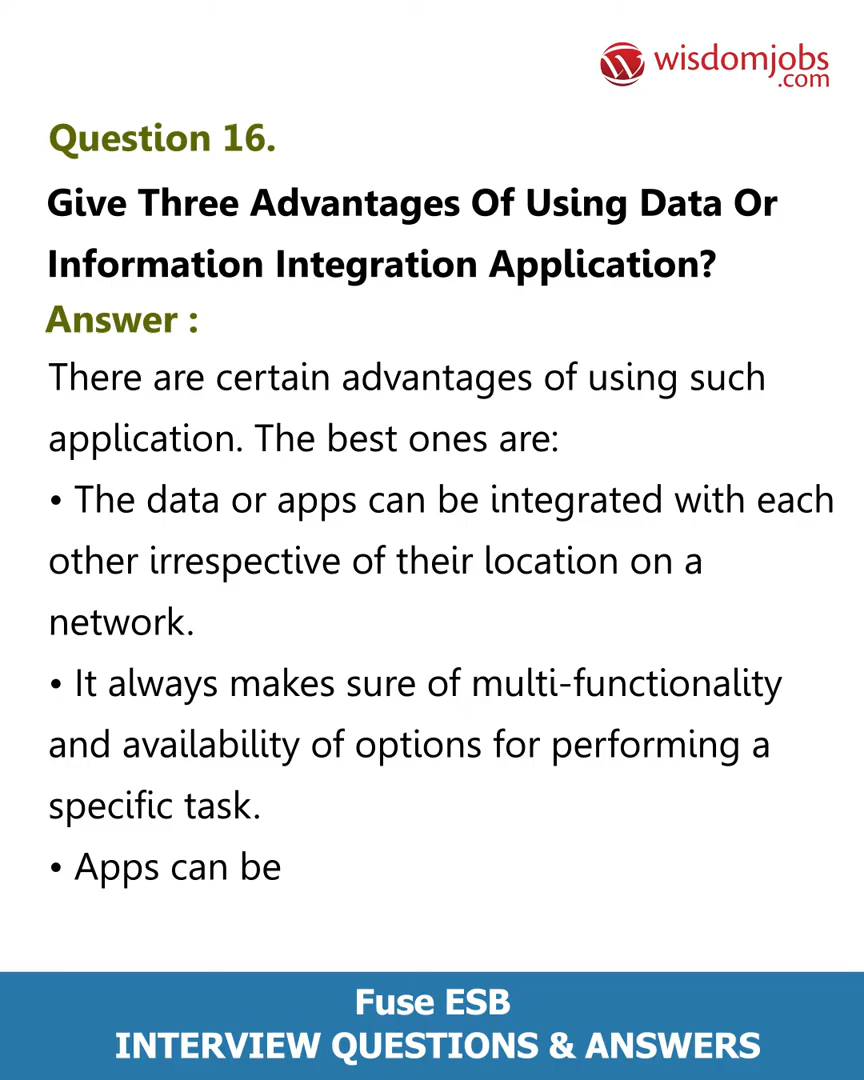 wisdomjobs
.com
Question 16.
Give Three Advantages Of Using Data Or
Information Integration Application?
Answer :
There are certain advantages of using such
application. The best ones are:
• The data or apps can be integrated with each
other irrespective of their location on a
network.
• It always makes sure of multi-functionality
and availability of options for performing a
specific task.
• Apps can be
Fuse ESB
INTERVIEW QUESTIONS & ANSWERS